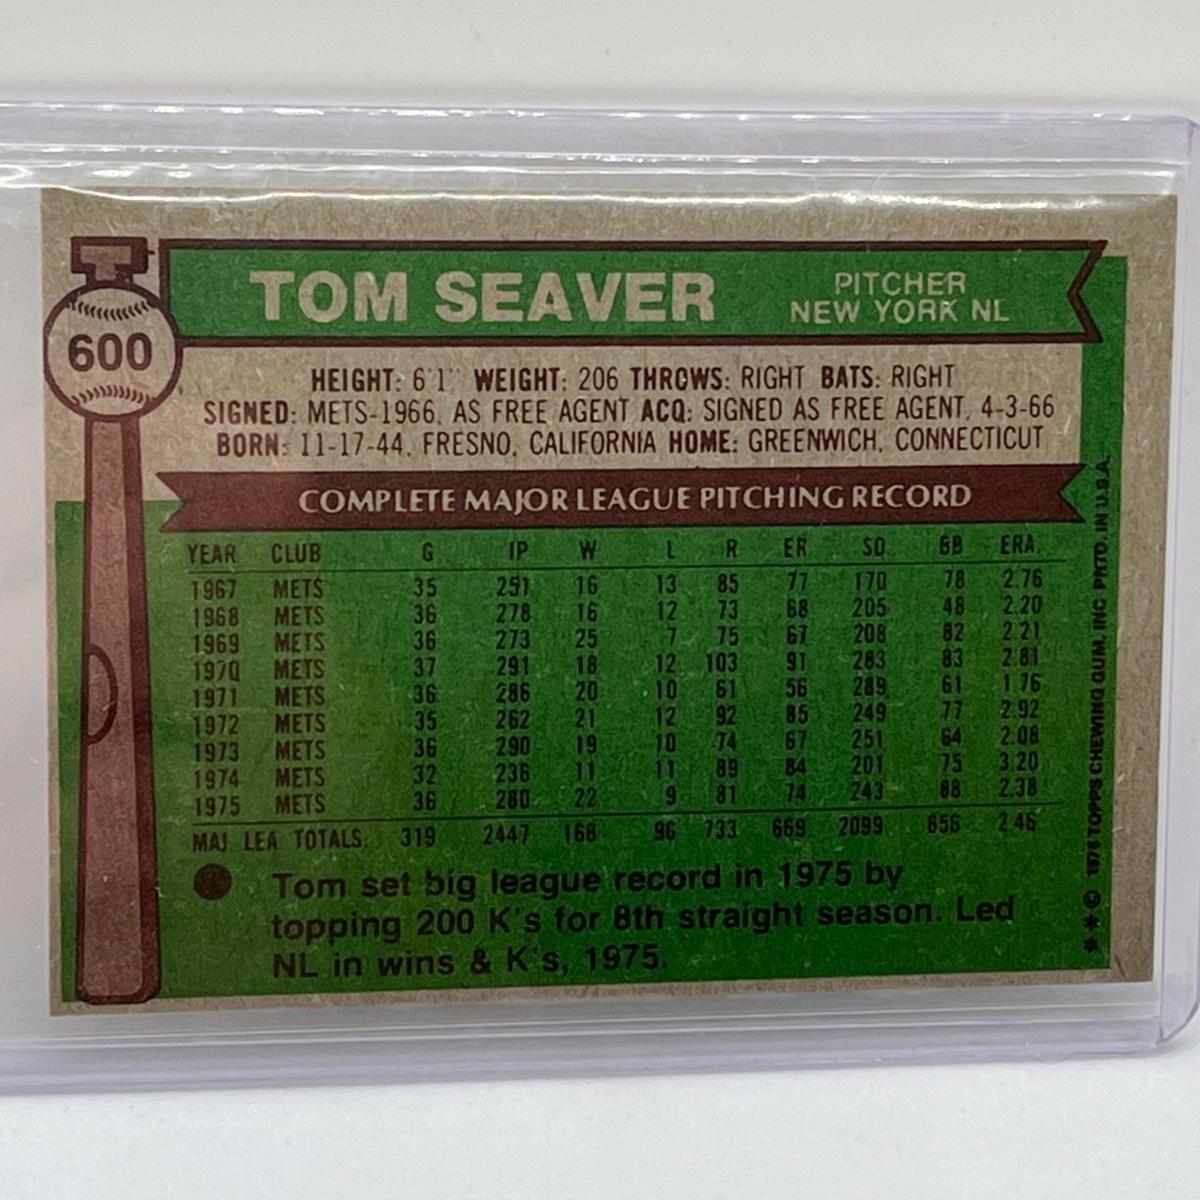 600
TOM SEAVER
PITCHER
NEW YORK NL
HEIGHT: 6'1" WEIGHT: 206 THROWS: RIGHT BATS: RIGHT
SIGNED: METS-1966, AS FREE AGENT ACQ: SIGNED AS FREE AGENT, 4-3-66
BORN: 11-17-44, FRESNO, CALIFORNIA HOME: GREENWICH, CONNECTICUT
COMPLETE MAJOR LEAGUE PITCHING RECORD
YEAR CLUB G IP W L R ER SO BB ERA.
1967 METS 35 251 16 13 85 77 170 78 2.76
1968 METS 36 278 16 12 73 68 205 48 2.20
1969 METS 36 273 25 7 75 67 208 82 2.21
1970 METS 37 291 18 12 103 91 283 83 2.81
1971 METS 36 286 20 10 61 56 289 61 1.76
1972 METS 35 262 21 12 92 85 249 77 2.92
1973 METS 36 290 19 10 74 67 251 64 2.08
1974 METS 32 236 11 11 89 84 201 75 3.20
1975 METS 36 280 22 9 81 74 243 88 2.38
MAJ LEA TOTALS 319 2447 168 96 733 669 2099 656 2.46
Tom set big league record in 1975 by
topping 200 K's for 8th straight season. Led
NL in wins & K's, 1975.
**© 1976 TOPPS CHEWING GUM, INC PRTD. IN U.S.A.